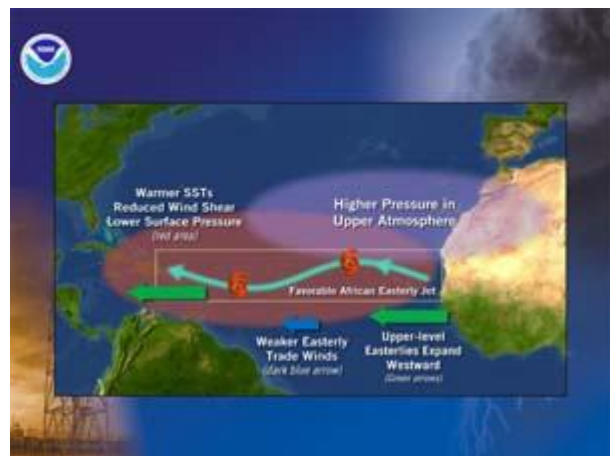 NOAA
Warmer SSTs
Reduced Wind Shear
Lower Surface Pressure
(red area)
Higher Pressure in
Upper Atmosphere
Favorable African Easterly Jet
Weaker Easterly
Trade Winds
(dark blue arrow)
Upper-level
Easterlies Expand
Westward
(Green arrows)